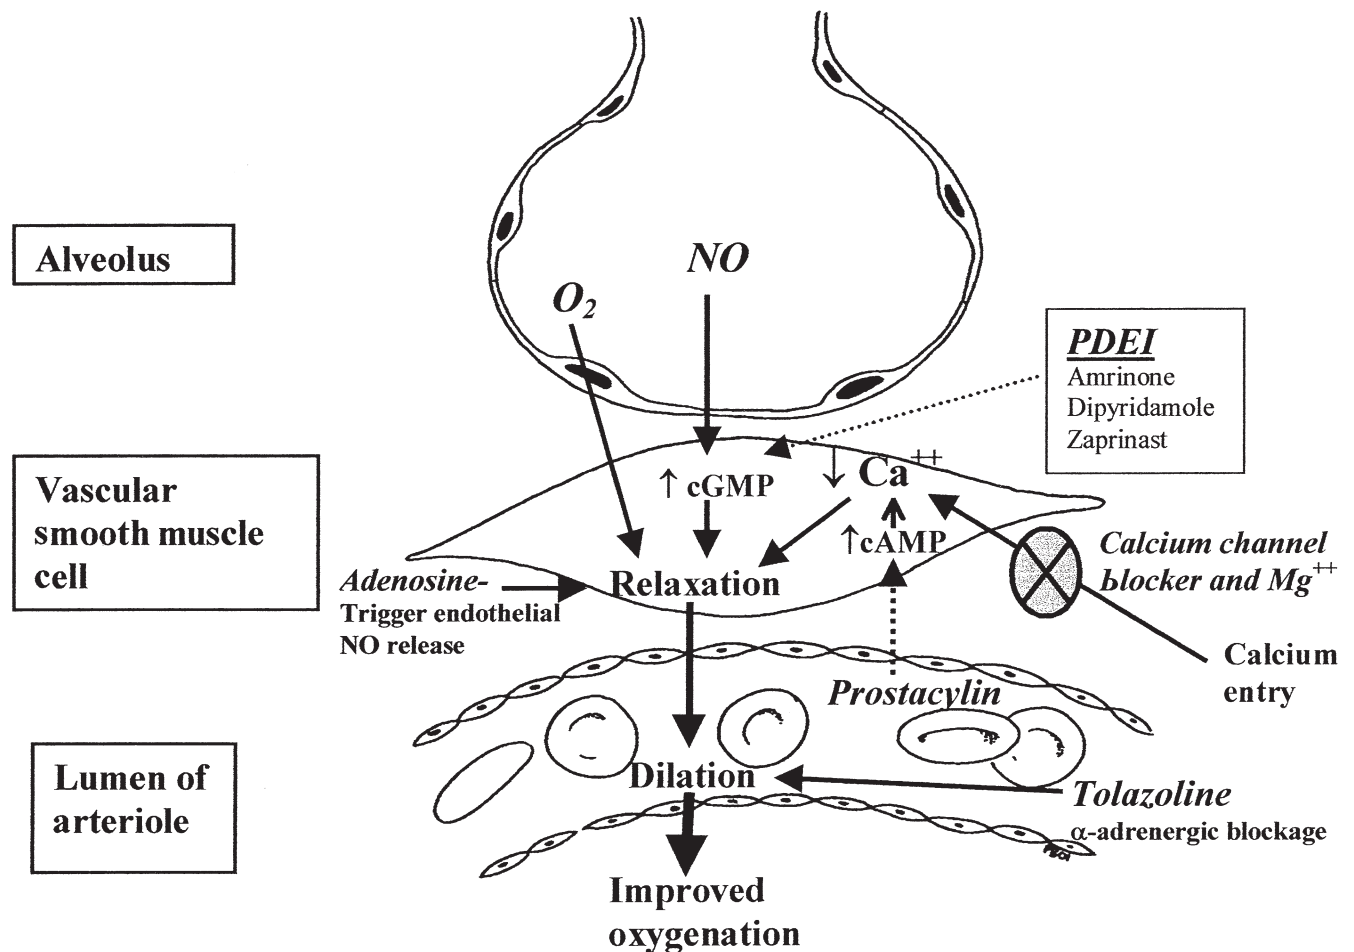 Alveolus
NO
O2
PDEI
Amrinone
Dipyridamole
Zaprinast
Vascular
smooth muscle
cell
↑ cGMP
↓ Ca++
↑cAMP
Calcium channel
blocker and Mg++
Adenosine-
Trigger endothelial
NO release
Relaxation
Calcium
entry
Prostacylin
Lumen of
arteriole
Dilation
Tolazoline
α-adrenergic blockage
Improved
oxygenation